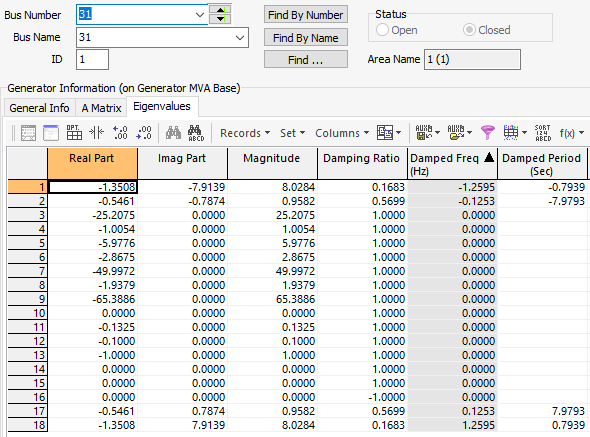 Bus Number 31 Find By Number Status
Open Closed
Bus Name 31 Find By Name
ID 1 Find ... Area Name 1 (1)
Generator Information (on Generator MVA Base)
General Info A Matrix Eigenvalues
Records Set Columns f(x)
Real Part Imag Part Magnitude Damping Ratio Damped Freq (Hz) Damped Period (Sec)
1 -1.3508 -7.9139 8.0284 0.1683 -1.2595 -0.7939
2 -0.5461 -0.7874 0.9582 0.5699 -0.1253 -7.9793
3 -25.2075 0.0000 25.2075 1.0000 0.0000
4 -1.0054 0.0000 1.0054 1.0000 0.0000
5 -5.9776 0.0000 5.9776 1.0000 0.0000
6 -2.8675 0.0000 2.8675 1.0000 0.0000
7 -49.9972 0.0000 49.9972 1.0000 0.0000
8 -1.9379 0.0000 1.9379 1.0000 0.0000
9 -65.3886 0.0000 65.3886 1.0000 0.0000
10 0.0000 0.0000 0.0000 1.0000 0.0000
11 -0.1325 0.0000 0.1325 1.0000 0.0000
12 -0.1000 0.0000 0.1000 1.0000 0.0000
13 -1.0000 0.0000 1.0000 1.0000 0.0000
14 0.0000 0.0000 0.0000 1.0000 0.0000
15 0.0000 0.0000 0.0000 1.0000 0.0000
16 0.0000 0.0000 0.0000 -1.0000 0.0000
17 -0.5461 0.7874 0.9582 0.5699 0.1253 7.9793
18 -1.3508 7.9139 8.0284 0.1683 1.2595 0.7939